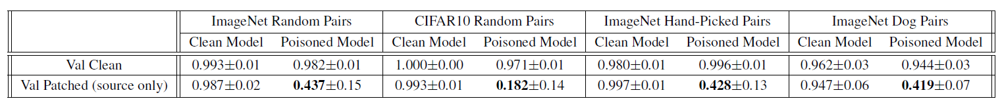 ImageNet Random Pairs CIFAR10 Random Pairs ImageNet Hand-Picked Pairs ImageNet Dog Pairs
Clean Model Poisoned Model Clean Model Poisoned Model Clean Model Poisoned Model Clean Model Poisoned Model
Val Clean 0.993±0.01 0.982±0.01 1.000±0.00 0.971±0.01 0.980±0.01 0.996±0.01 0.962±0.03 0.944±0.03
Val Patched (source only) 0.987±0.02 0.437±0.15 0.993±0.01 0.182±0.14 0.997±0.01 0.428±0.13 0.947±0.06 0.419±0.07